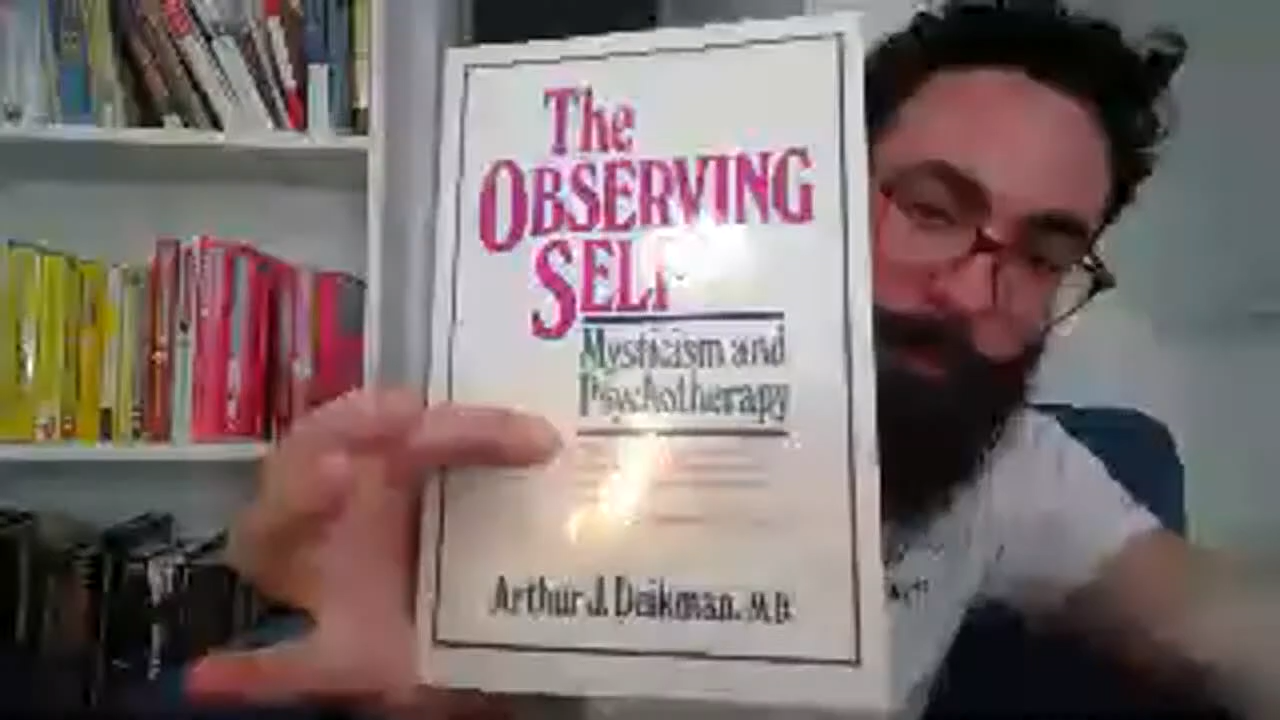 The
OBSERVING
SELF
Mysticism and
Psychotherapy
Arthur J. Deikman, M.D.